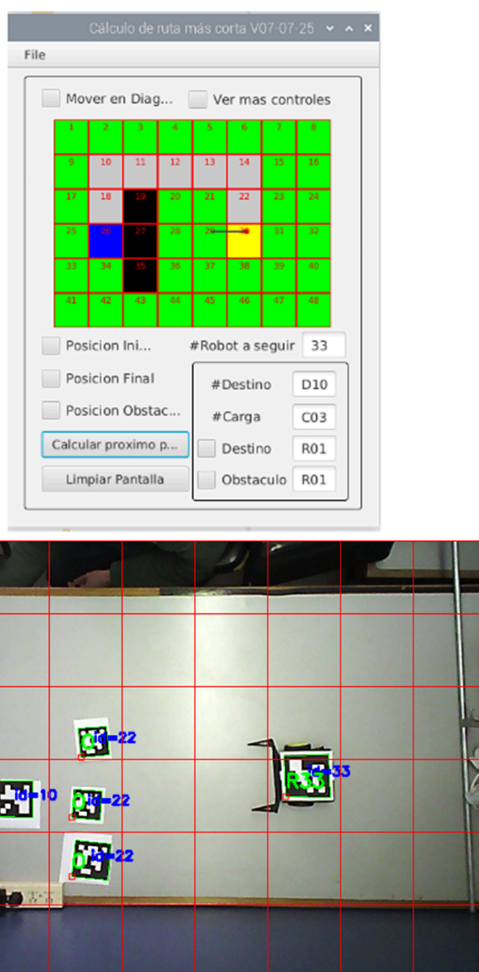 Cálculo de ruta más corta V07-07-25
File
Mover en Diag... Ver mas controles
1 2 3 4 5 6 7 8
9 10 11 12 13 14 15 16
17 18 19 20 21 22 23 24
25 26 27 28 29 30 31 32
33 34 35 36 37 38 39 40
41 42 43 44 45 46 47 48
Posicion Ini... #Robot a seguir 33
Posicion Final
#Destino D10
Posicion Obstac...
#Carga C03
Calcular proximo p...
Destino R01
Limpiar Pantalla
Obstaculo R01
O id=22
id=33
R33
id=10
O id=22
O id=22